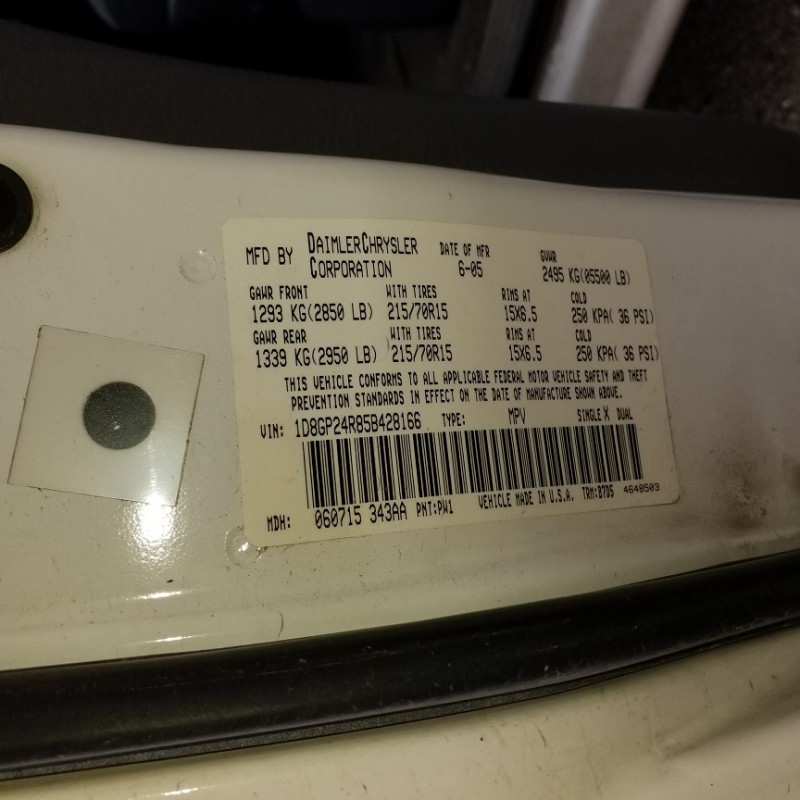 MFD BY DAIMLERCHRYSLER CORPORATION DATE OF MFR 6-05 GVWR 2495 KG(05500 LB)
GAWR FRONT WITH TIRES RIMS AT COLD
1293 KG(2850 LB) 215/70R15 15X6.5 250 KPA( 36 PSI)
GAWR REAR WITH TIRES RIMS AT COLD
1339 KG(2950 LB) 215/70R15 15X6.5 250 KPA( 36 PSI)
THIS VEHICLE CONFORMS TO ALL APPLICABLE FEDERAL MOTOR VEHICLE SAFETY AND THEFT
PREVENTION STANDARDS IN EFFECT ON THE DATE OF MANUFACTURE SHOWN ABOVE.
VIN: 1D8GP24R85B428166 TYPE: MPV SINGLE X DUAL
MDH: 060715 343AA PNT:PW1 VEHICLE MADE IN U.S.A. TRM:B7D5 4648503